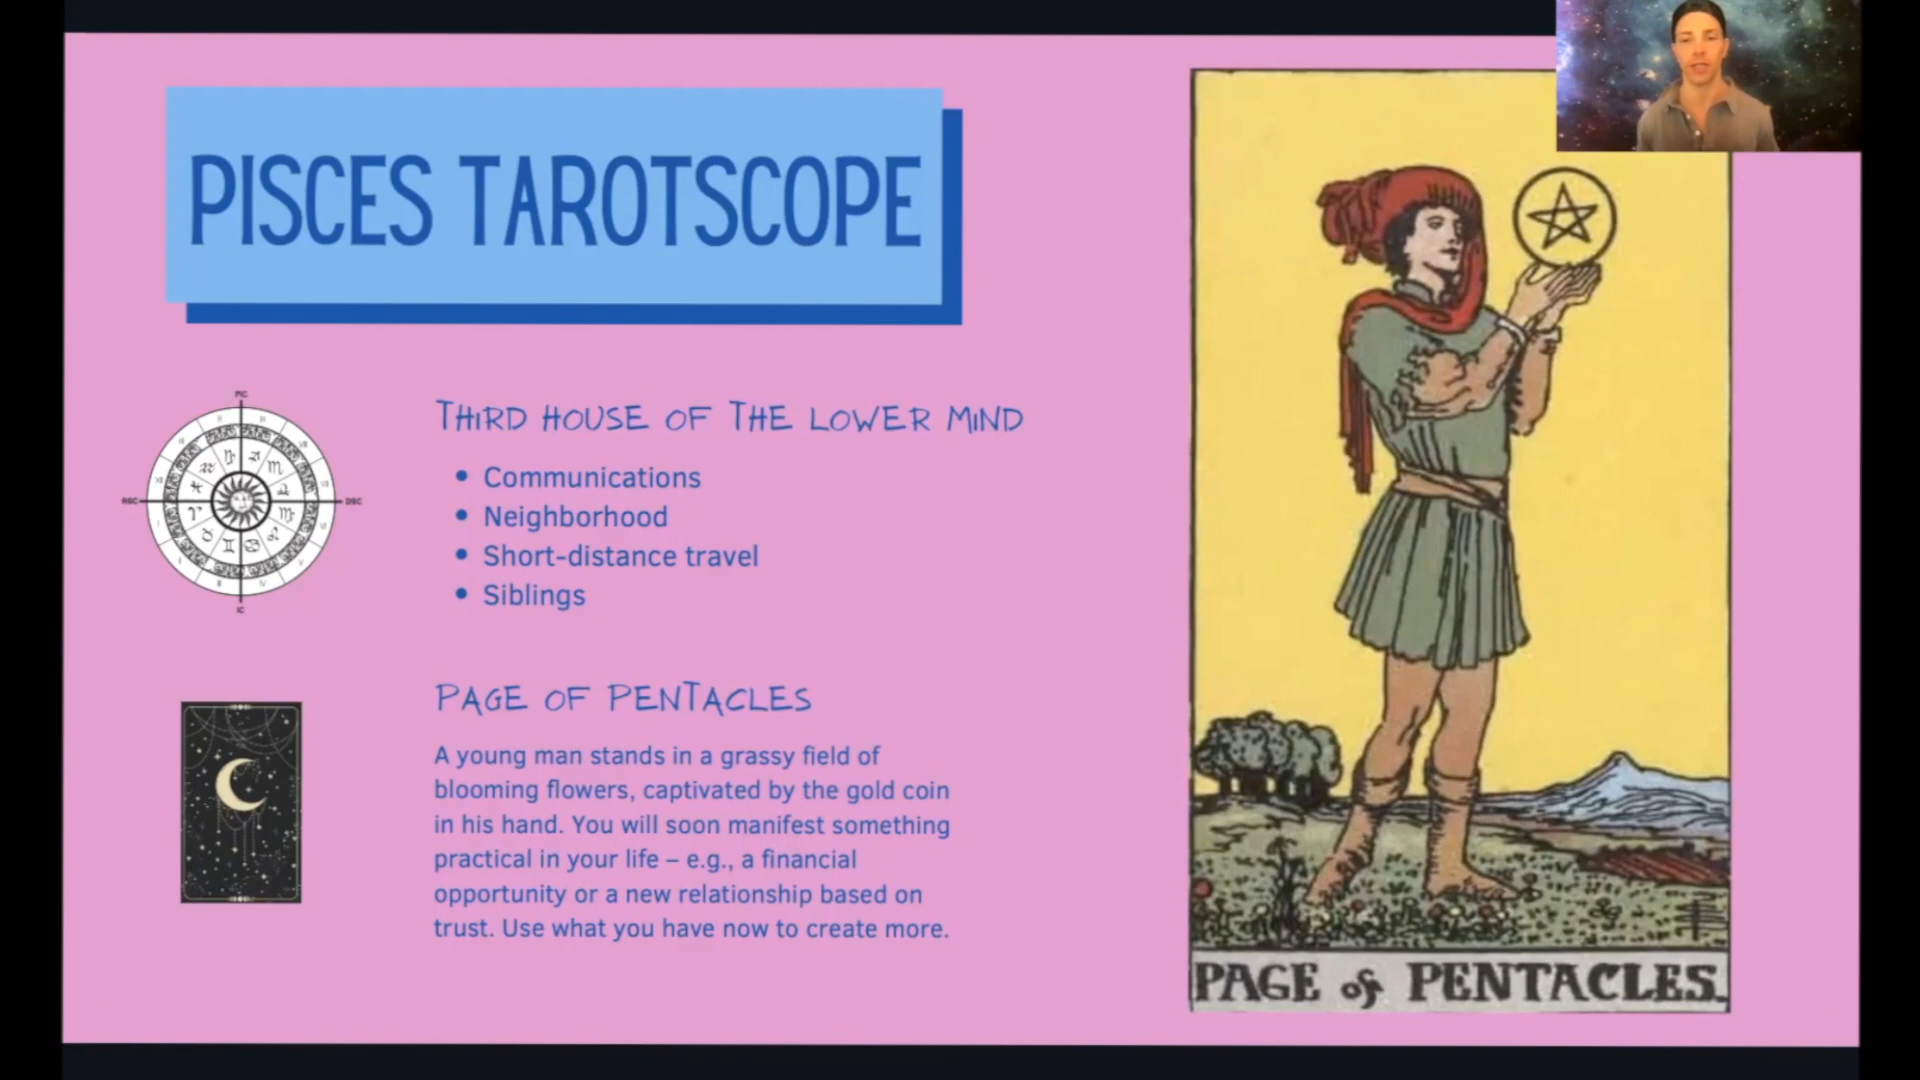 PISCES TAROTSCOPE
THIRD HOUSE OF THE LOWER MIND
• Communications
• Neighborhood
• Short-distance travel
• Siblings
ASC
DSC
IC
PAGE OF PENTACLES
A young man stands in a grassy field of
blooming flowers, captivated by the gold coin
in his hand. You will soon manifest something
practical in your life – e.g., a financial
opportunity or a new relationship based on
trust. Use what you have now to create more.
PAGE of PENTACLES.